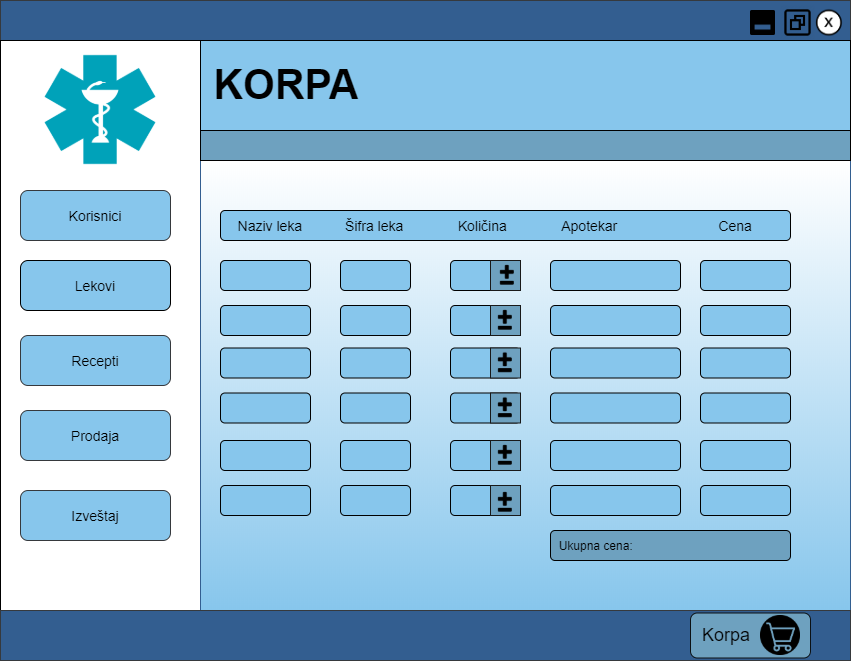 X
KORPA
Korisnici
Lekovi
Recepti
Prodaja
Izveštaj
Naziv leka Šifra leka Količina Apotekar Cena
Ukupna cena:
Korpa